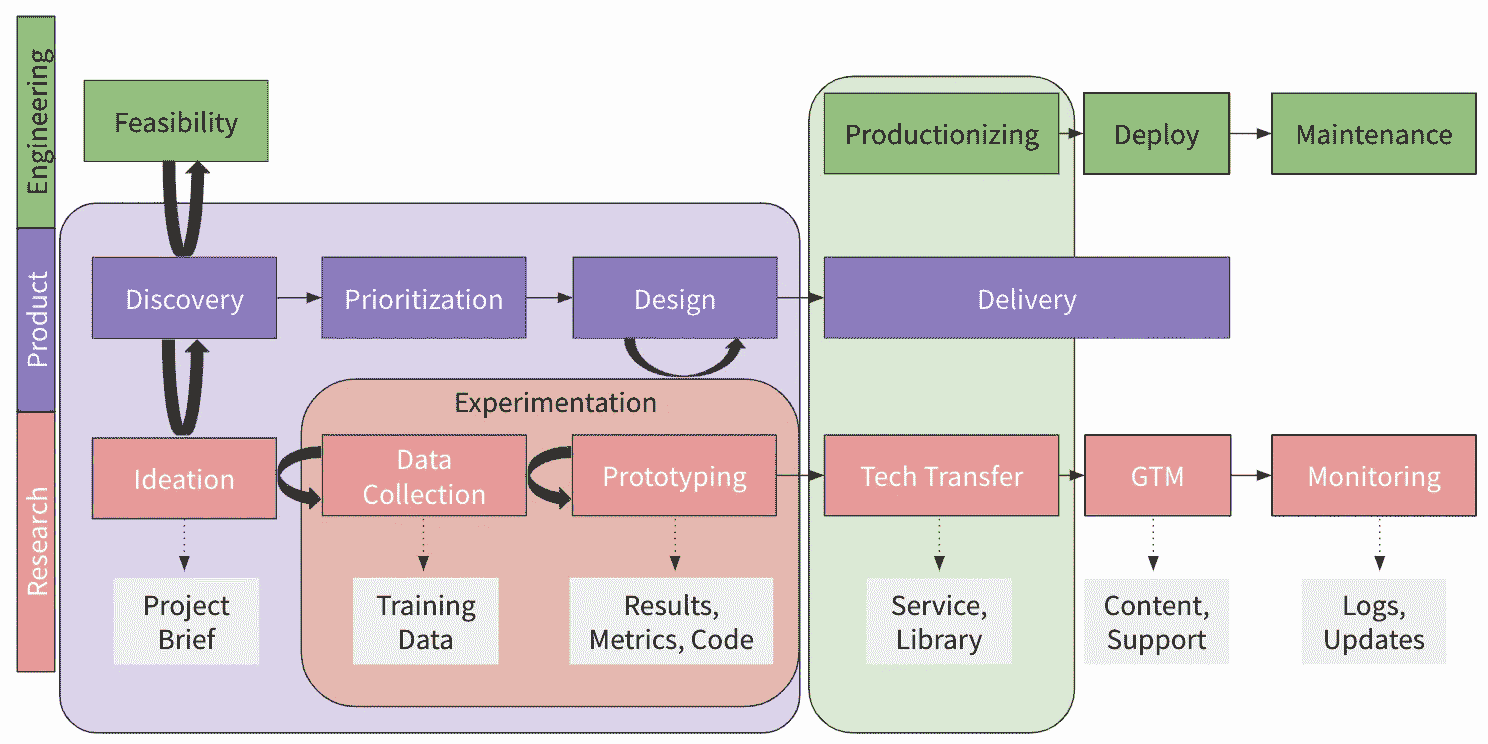 Engineering
Feasibility
Productionizing
Deploy
Maintenance
Product
Discovery
Prioritization
Design
Delivery
Research
Experimentation
Ideation
Data
Collection
Prototyping
Tech Transfer
GTM
Monitoring
Project
Brief
Training
Data
Results,
Metrics, Code
Service,
Library
Content,
Support
Logs,
Updates